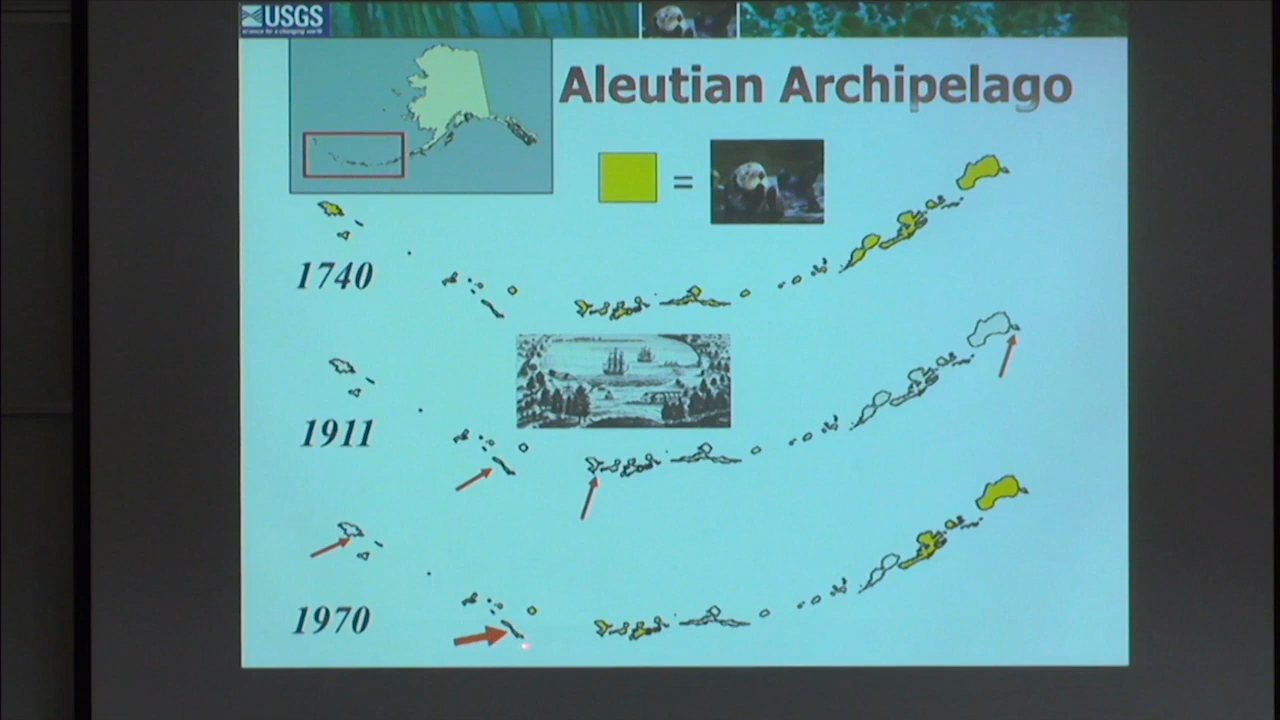 USGS
science for a changing world
Aleutian Archipelago
=
1740
1911
1970